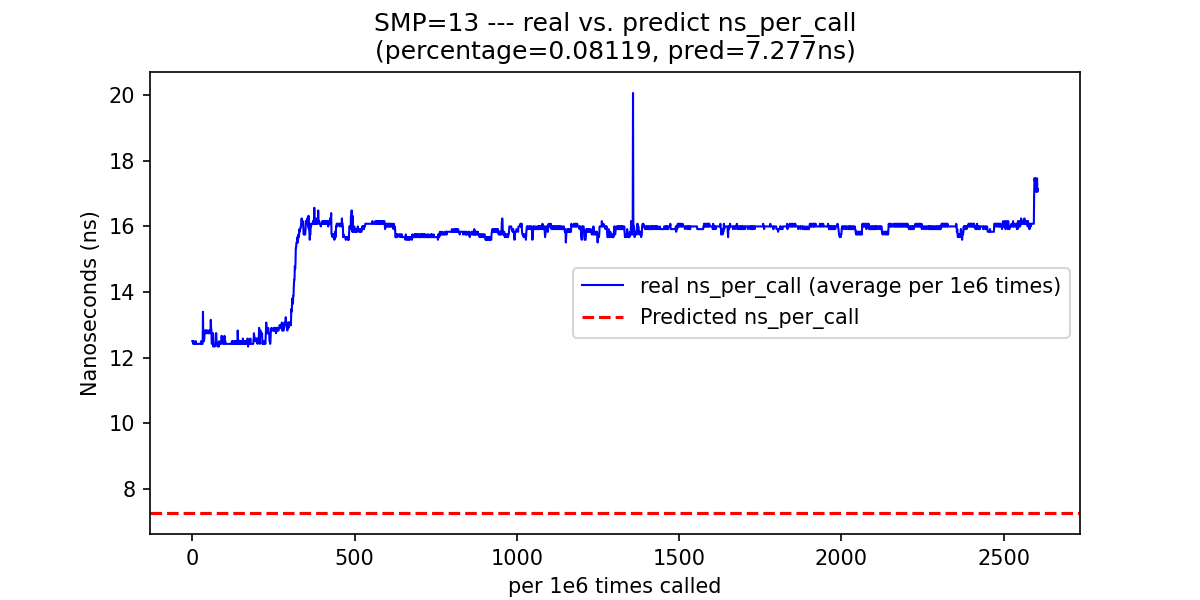 SMP=13 --- real vs. predict ns_per_call
(percentage=0.08119, pred=7.277ns)
Nanoseconds (ns)
20
18
16
14
12
10
8
real ns_per_call (average per 1e6 times)
Predicted ns_per_call
0
500
1000
1500
2000
2500
per 1e6 times called